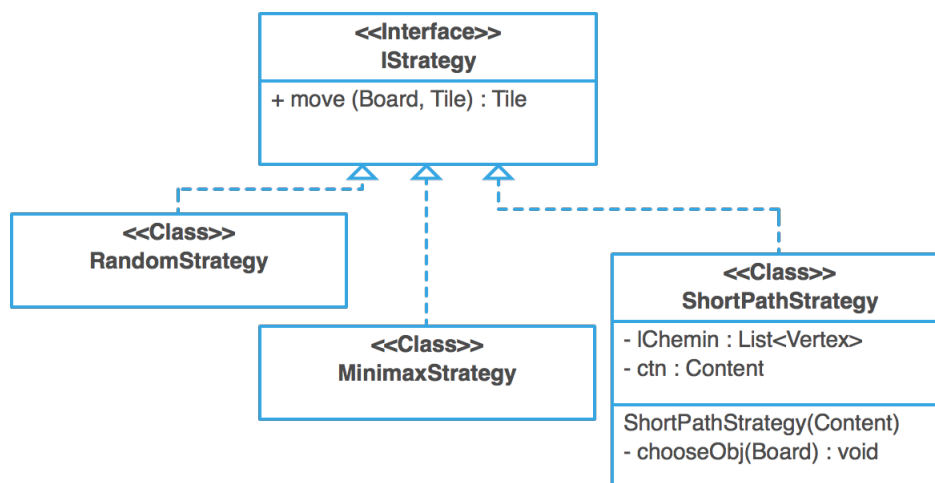 <<Interface>>
IStrategy
+ move (Board, Tile) : Tile
<<Class>>
RandomStrategy
<<Class>>
MinimaxStrategy
<<Class>>
ShortPathStrategy
- lChemin : List<Vertex>
- ctn : Content
ShortPathStrategy(Content)
- chooseObj(Board) : void